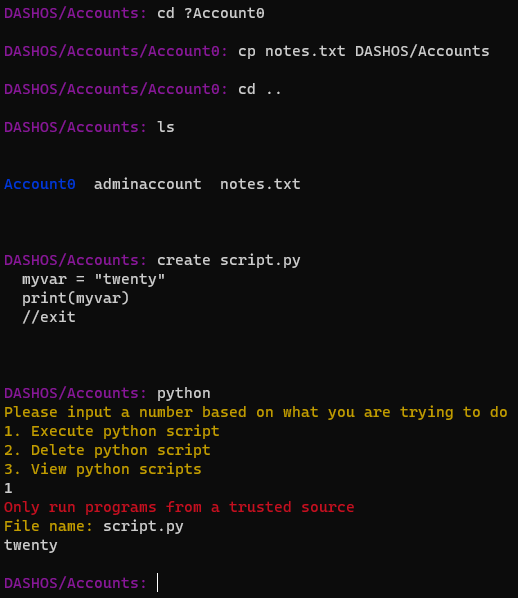 DASHOS/Accounts: cd ?Account0
DASHOS/Accounts/Account0: cp notes.txt DASHOS/Accounts
DASHOS/Accounts/Account0: cd ..
DASHOS/Accounts: ls
Account0  adminaccount  notes.txt
DASHOS/Accounts: create script.py
  myvar = "twenty"
  print(myvar)
  //exit
DASHOS/Accounts: python
Please input a number based on what you are trying to do
1. Execute python script
2. Delete python script
3. View python scripts
1
Only run programs from a trusted source
File name: script.py
twenty
DASHOS/Accounts: